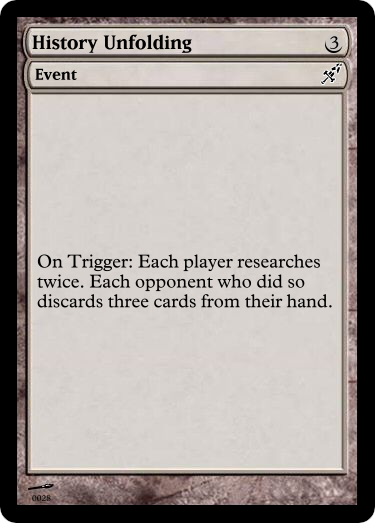 History Unfolding 3
Event
On Trigger: Each player researches
twice. Each opponent who did so
discards three cards from their hand.
0028